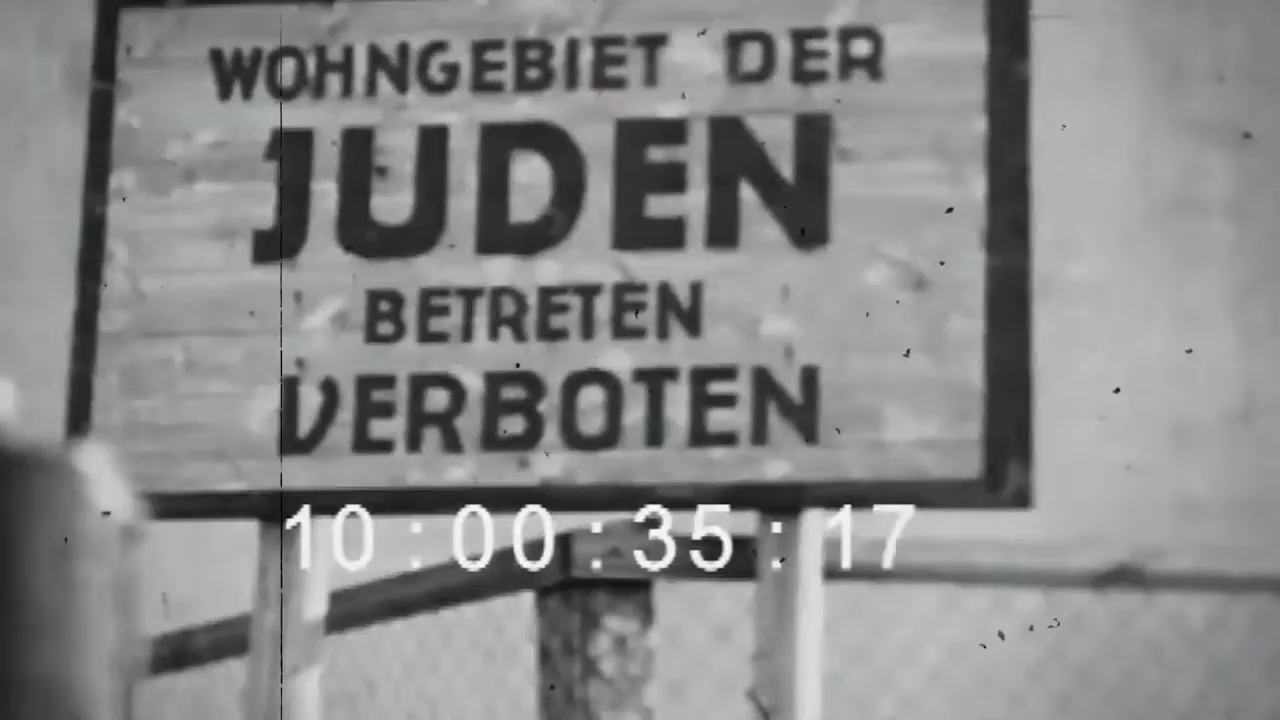 WOHNGEBIET DER
JUDEN
BETRETEN
VERBOTEN
10:00:35:17